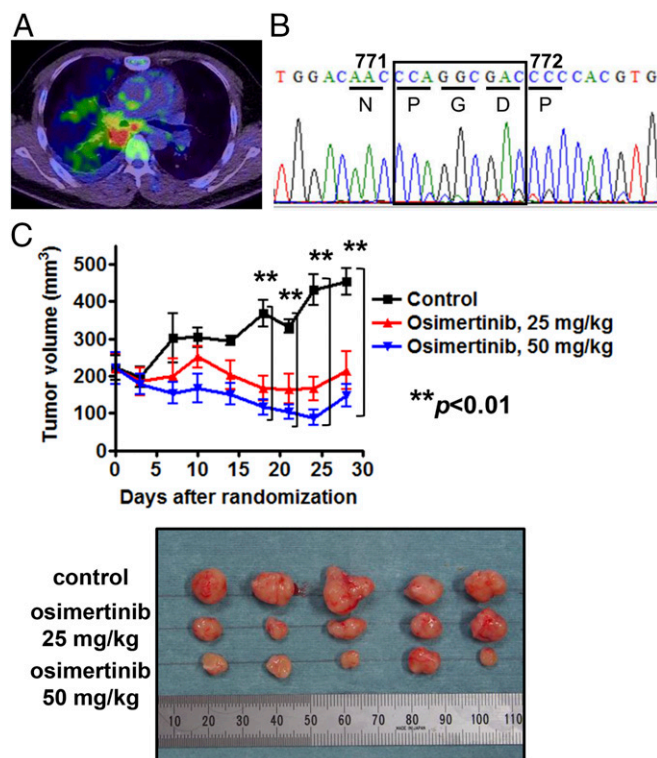 A
B
771 772
TGGACAACCCAGGCGACCCCCACGTG
N P G D P
C
Tumor volume (mm³)
500
400
300
200
100
0
0 5 10 15 20 25 30
Days after randomization
** ** ** **
Control
Osimertinib, 25 mg/kg
Osimertinib, 50 mg/kg
**p<0.01
control
osimertinib
25 mg/kg
osimertinib
50 mg/kg
10 20 30 40 50 60 70 80 90 100 110